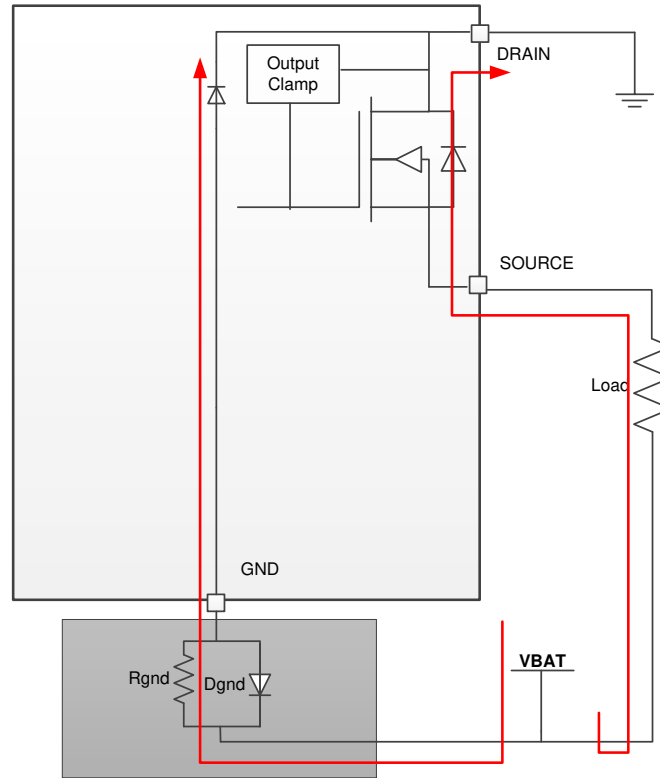 DRAIN
Output
Clamp
SOURCE
Load
GND
Rgnd
Dgnd
VBAT